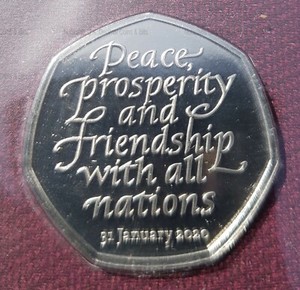 Peace,
prosperity
and
friendship
with all
nations
31 January 2020